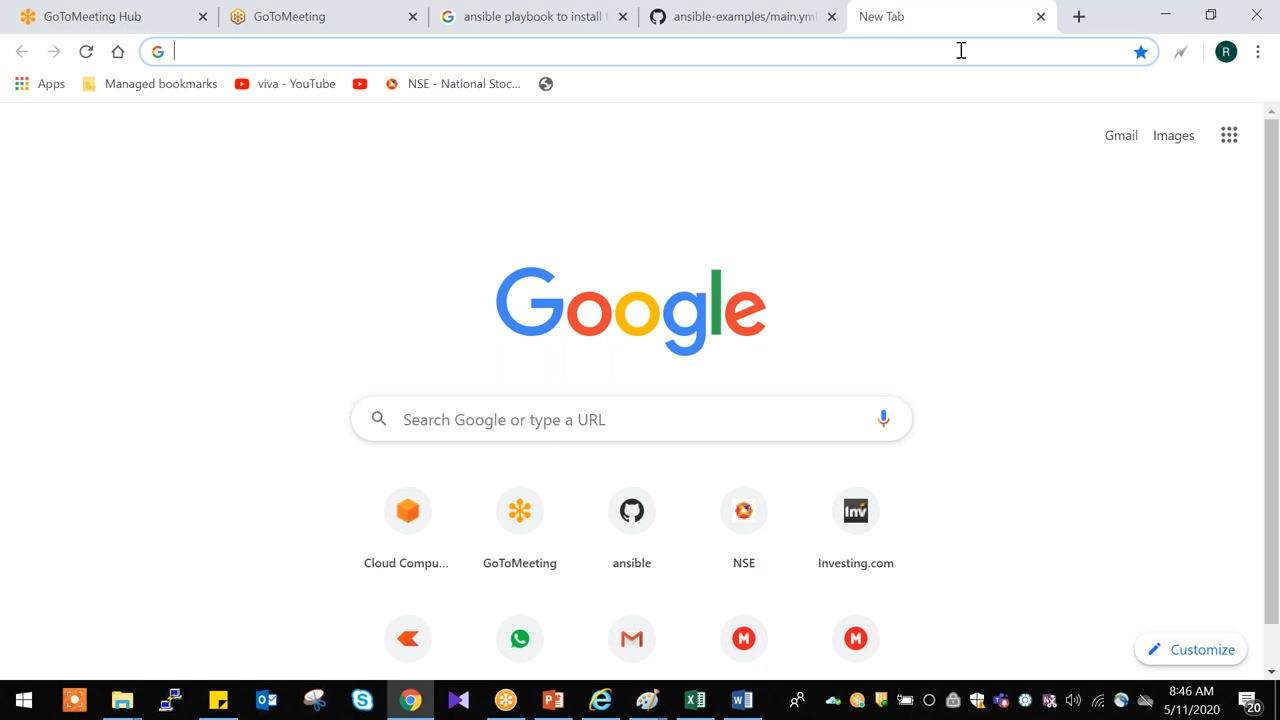 GoToMeeting Hub
GoToMeeting
ansible playbook to install
ansible-examples/main.yml
New Tab
R
Apps
Managed bookmarks
viva - YouTube
NSE - National Stoc...
Gmail
Images
Google
Search Google or type a URL
Inv
Cloud Compu...
GoToMeeting
ansible
NSE
Investing.com
M
M
Customize
8:46 AM
5/11/2020
20